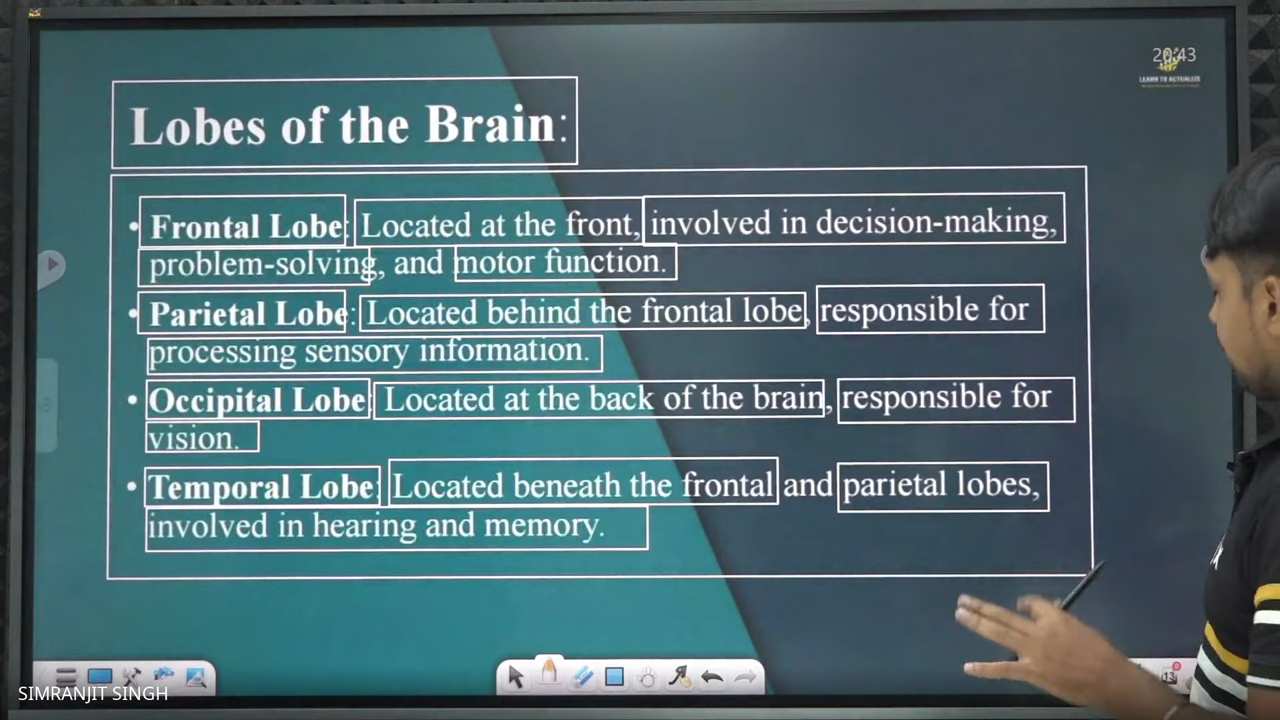 20:43
LEARN TO ACTUALIZE
Lobes of the Brain:
• Frontal Lobe: Located at the front, involved in decision-making,
problem-solving, and motor function.
• Parietal Lobe: Located behind the frontal lobe, responsible for
processing sensory information.
• Occipital Lobe: Located at the back of the brain, responsible for
vision.
• Temporal Lobe: Located beneath the frontal and parietal lobes,
involved in hearing and memory.
13
SIMRANJIT SINGH